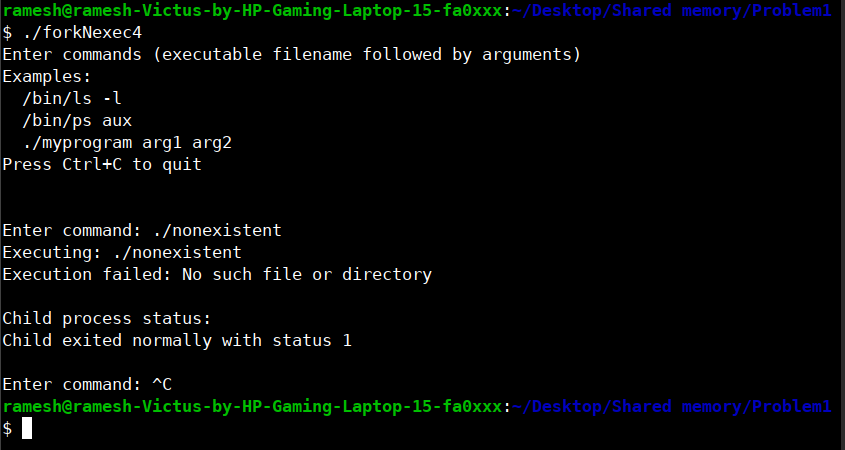 ramesh@ramesh-Victus-by-HP-Gaming-Laptop-15-fa0xxx:~/Desktop/Shared memory/Problem1
$ ./forkNexec4
Enter commands (executable filename followed by arguments)
Examples:
  /bin/ls -l
  /bin/ps aux
  ./myprogram arg1 arg2
Press Ctrl+C to quit
Enter command: ./nonexistent
Executing: ./nonexistent
Execution failed: No such file or directory
Child process status:
Child exited normally with status 1
Enter command: ^C
ramesh@ramesh-Victus-by-HP-Gaming-Laptop-15-fa0xxx:~/Desktop/Shared memory/Problem1
$